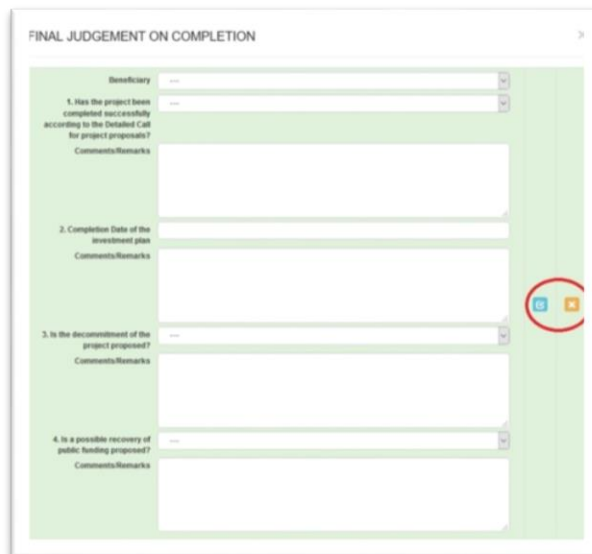 FINAL JUDGEMENT ON COMPLETION
Beneficiary
---
1. Has the project been
completed successfully
according to the Detailed Call
for project proposals?
---
Comments/Remarks
2. Completion Date of the
investment plan
Comments/Remarks
3. Is the decommitment of the
project proposed?
---
Comments/Remarks
4. Is a possible recovery of
public funding proposed?
---
Comments/Remarks